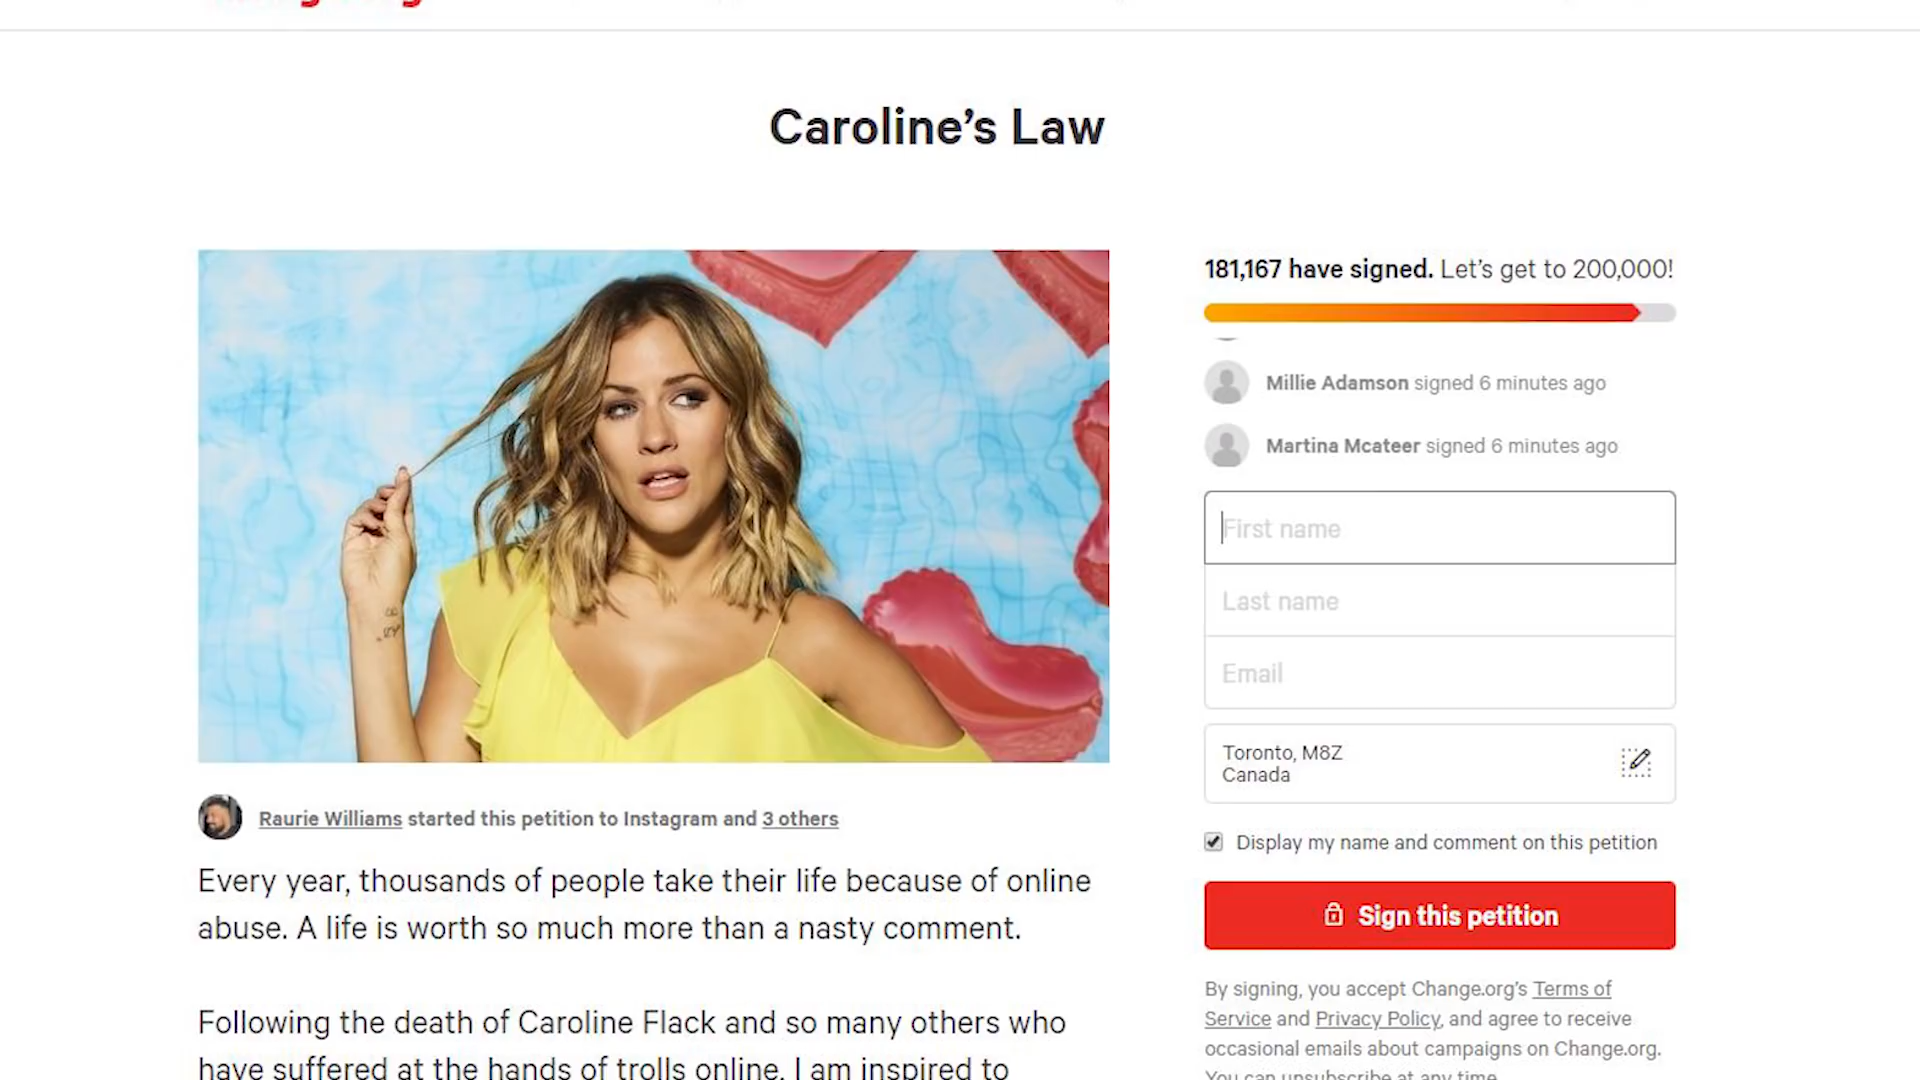 Caroline’s Law
181,167 have signed. Let’s get to 200,000!
Millie Adamson signed 6 minutes ago
Martina Mcateer signed 6 minutes ago
First name
Last name
Email
Toronto, M8Z
Canada
Display my name and comment on this petition
Sign this petition
By signing, you accept Change.org’s Terms of
Service and Privacy Policy, and agree to receive
occasional emails about campaigns on Change.org.
You can unsubscribe at any time.
Raurie Williams started this petition to Instagram and 3 others
Every year, thousands of people take their life because of online
abuse. A life is worth so much more than a nasty comment.
Following the death of Caroline Flack and so many others who
have suffered at the hands of trolls online, I am inspired to